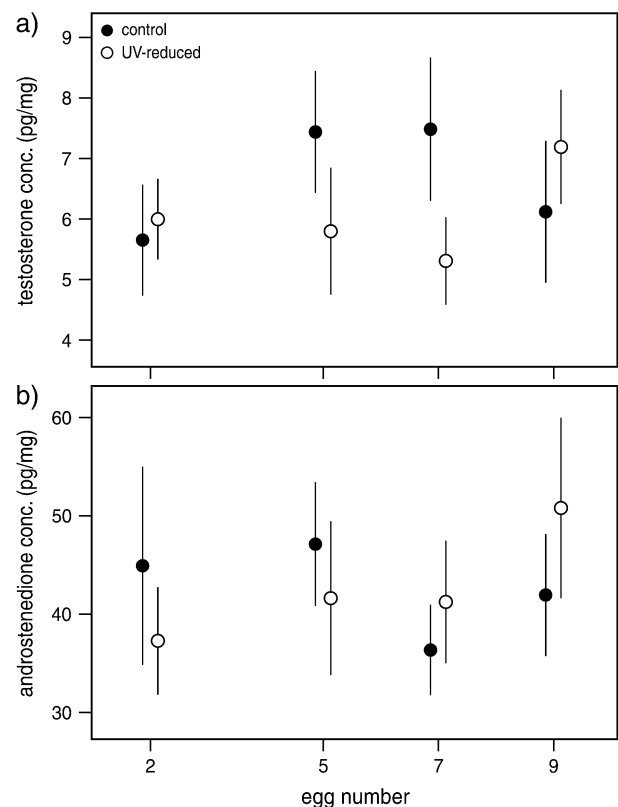 a)
control
UV-reduced
9
8
7
6
5
4
testosterone conc. (pg/mg)
b)
60
50
40
30
androstenedione conc. (pg/mg)
2 5 7 9
egg number